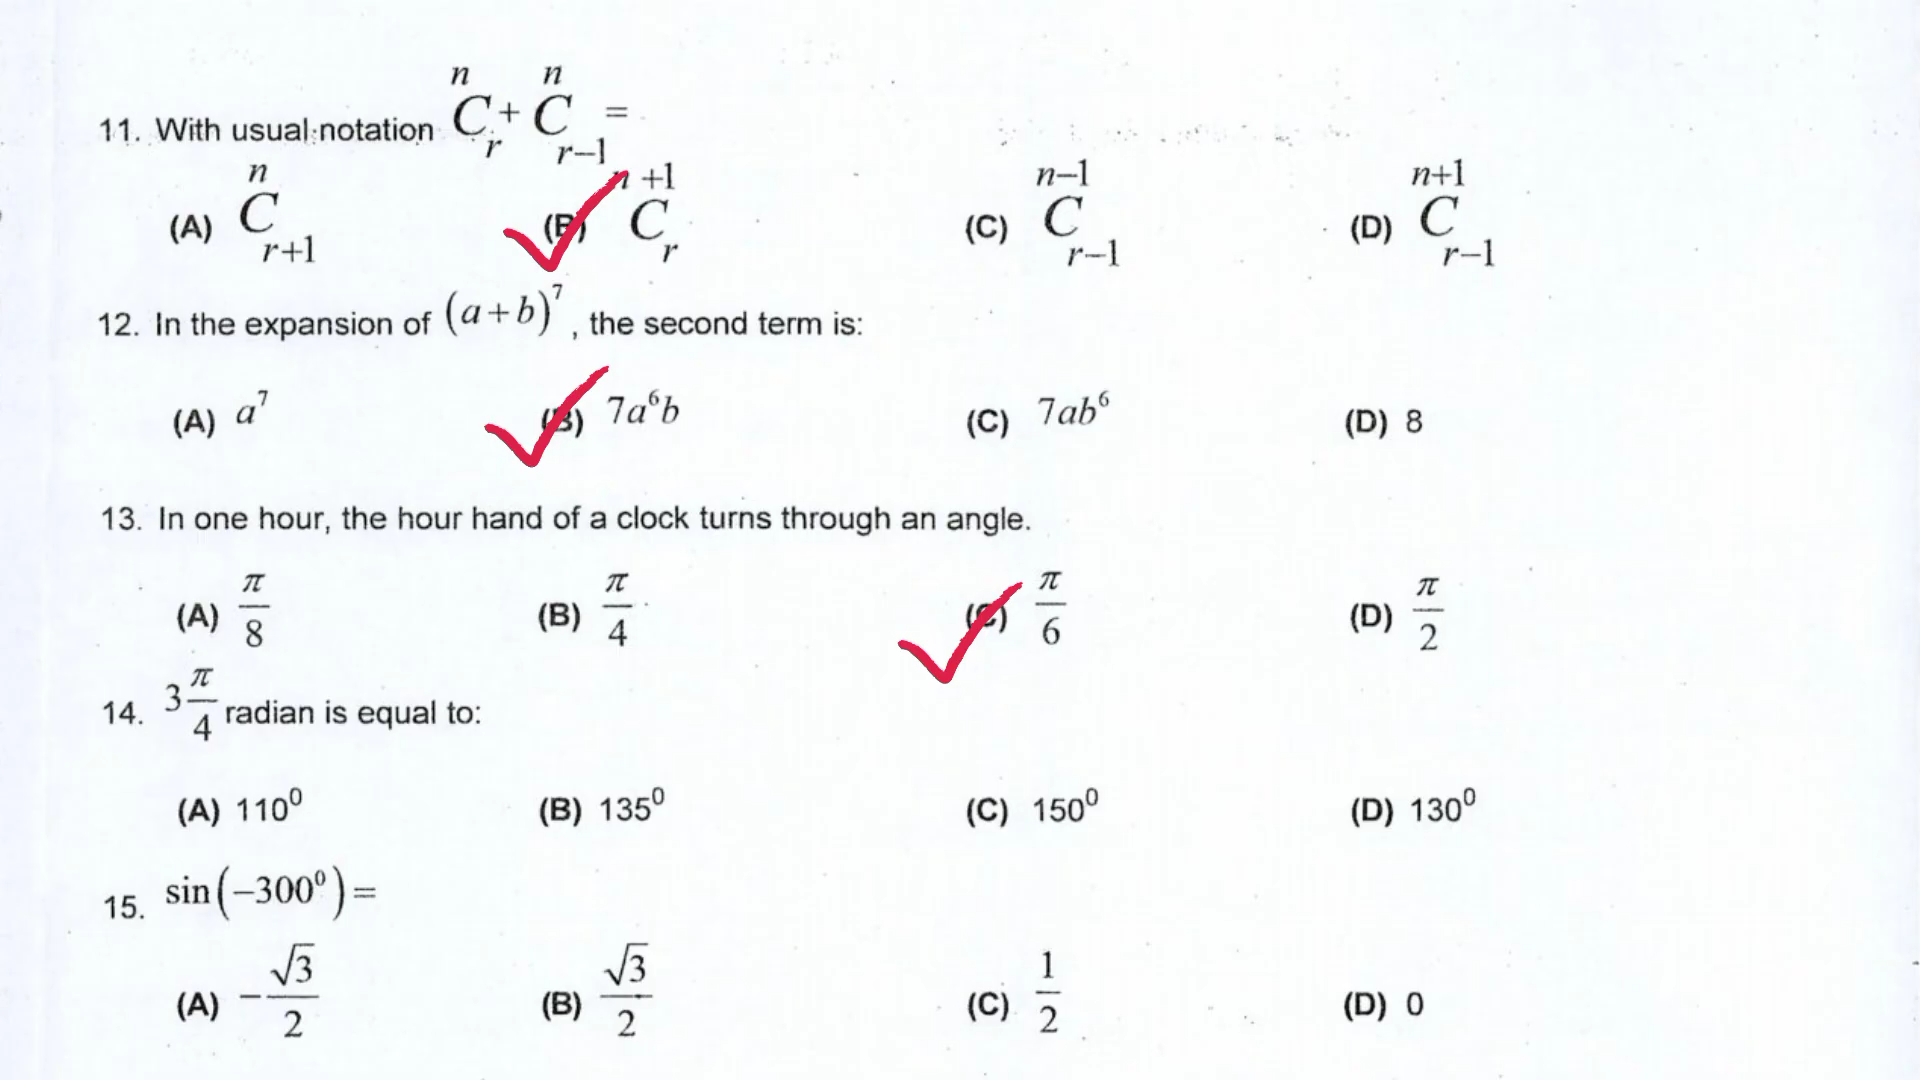 11. With usual notation ⁿCᵣ + ⁿCᵣ₋₁ =
(A) ⁿCᵣ₊₁ (B) ⁿ⁺¹Cᵣ (C) ⁿ⁻¹Cᵣ₋₁ (D) ⁿ⁺¹Cᵣ₋₁
12. In the expansion of (a+b)⁷, the second term is:
(A) a⁷ (B) 7a⁶b (C) 7ab⁶ (D) 8
13. In one hour, the hour hand of a clock turns through an angle.
(A) π/8 (B) π/4 (C) π/6 (D) π/2
14. 3π/4 radian is equal to:
(A) 110⁰ (B) 135⁰ (C) 150⁰ (D) 130⁰
15. sin(−300⁰)=
(A) −√3/2 (B) √3/2 (C) 1/2 (D) 0